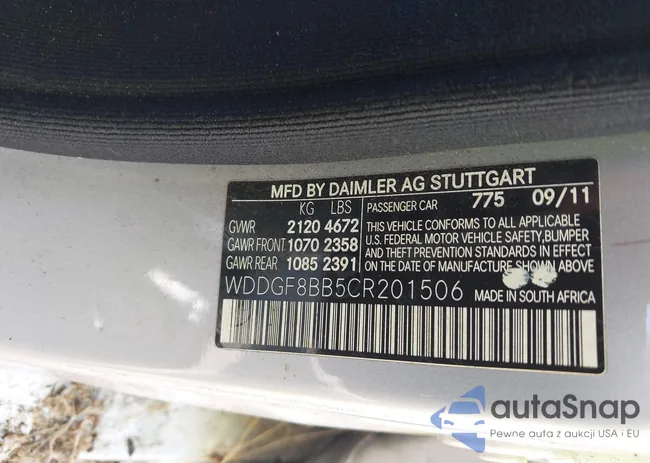 MFD BY DAIMLER AG STUTTGART
KG LBS PASSENGER CAR 775 09/11
GVWR 2120 4672
GAWR FRONT 1070 2358
GAWR REAR 1085 2391
THIS VEHICLE CONFORMS TO ALL APPLICABLE
U.S. FEDERAL MOTOR VEHICLE SAFETY, BUMPER
AND THEFT PREVENTION STANDARDS IN EFFECT
ON THE DATE OF MANUFACTURE SHOWN ABOVE
WDDGF8BB5CR201506 MADE IN SOUTH AFRICA
autaSnap
Pewne auta z aukcji USA i EU